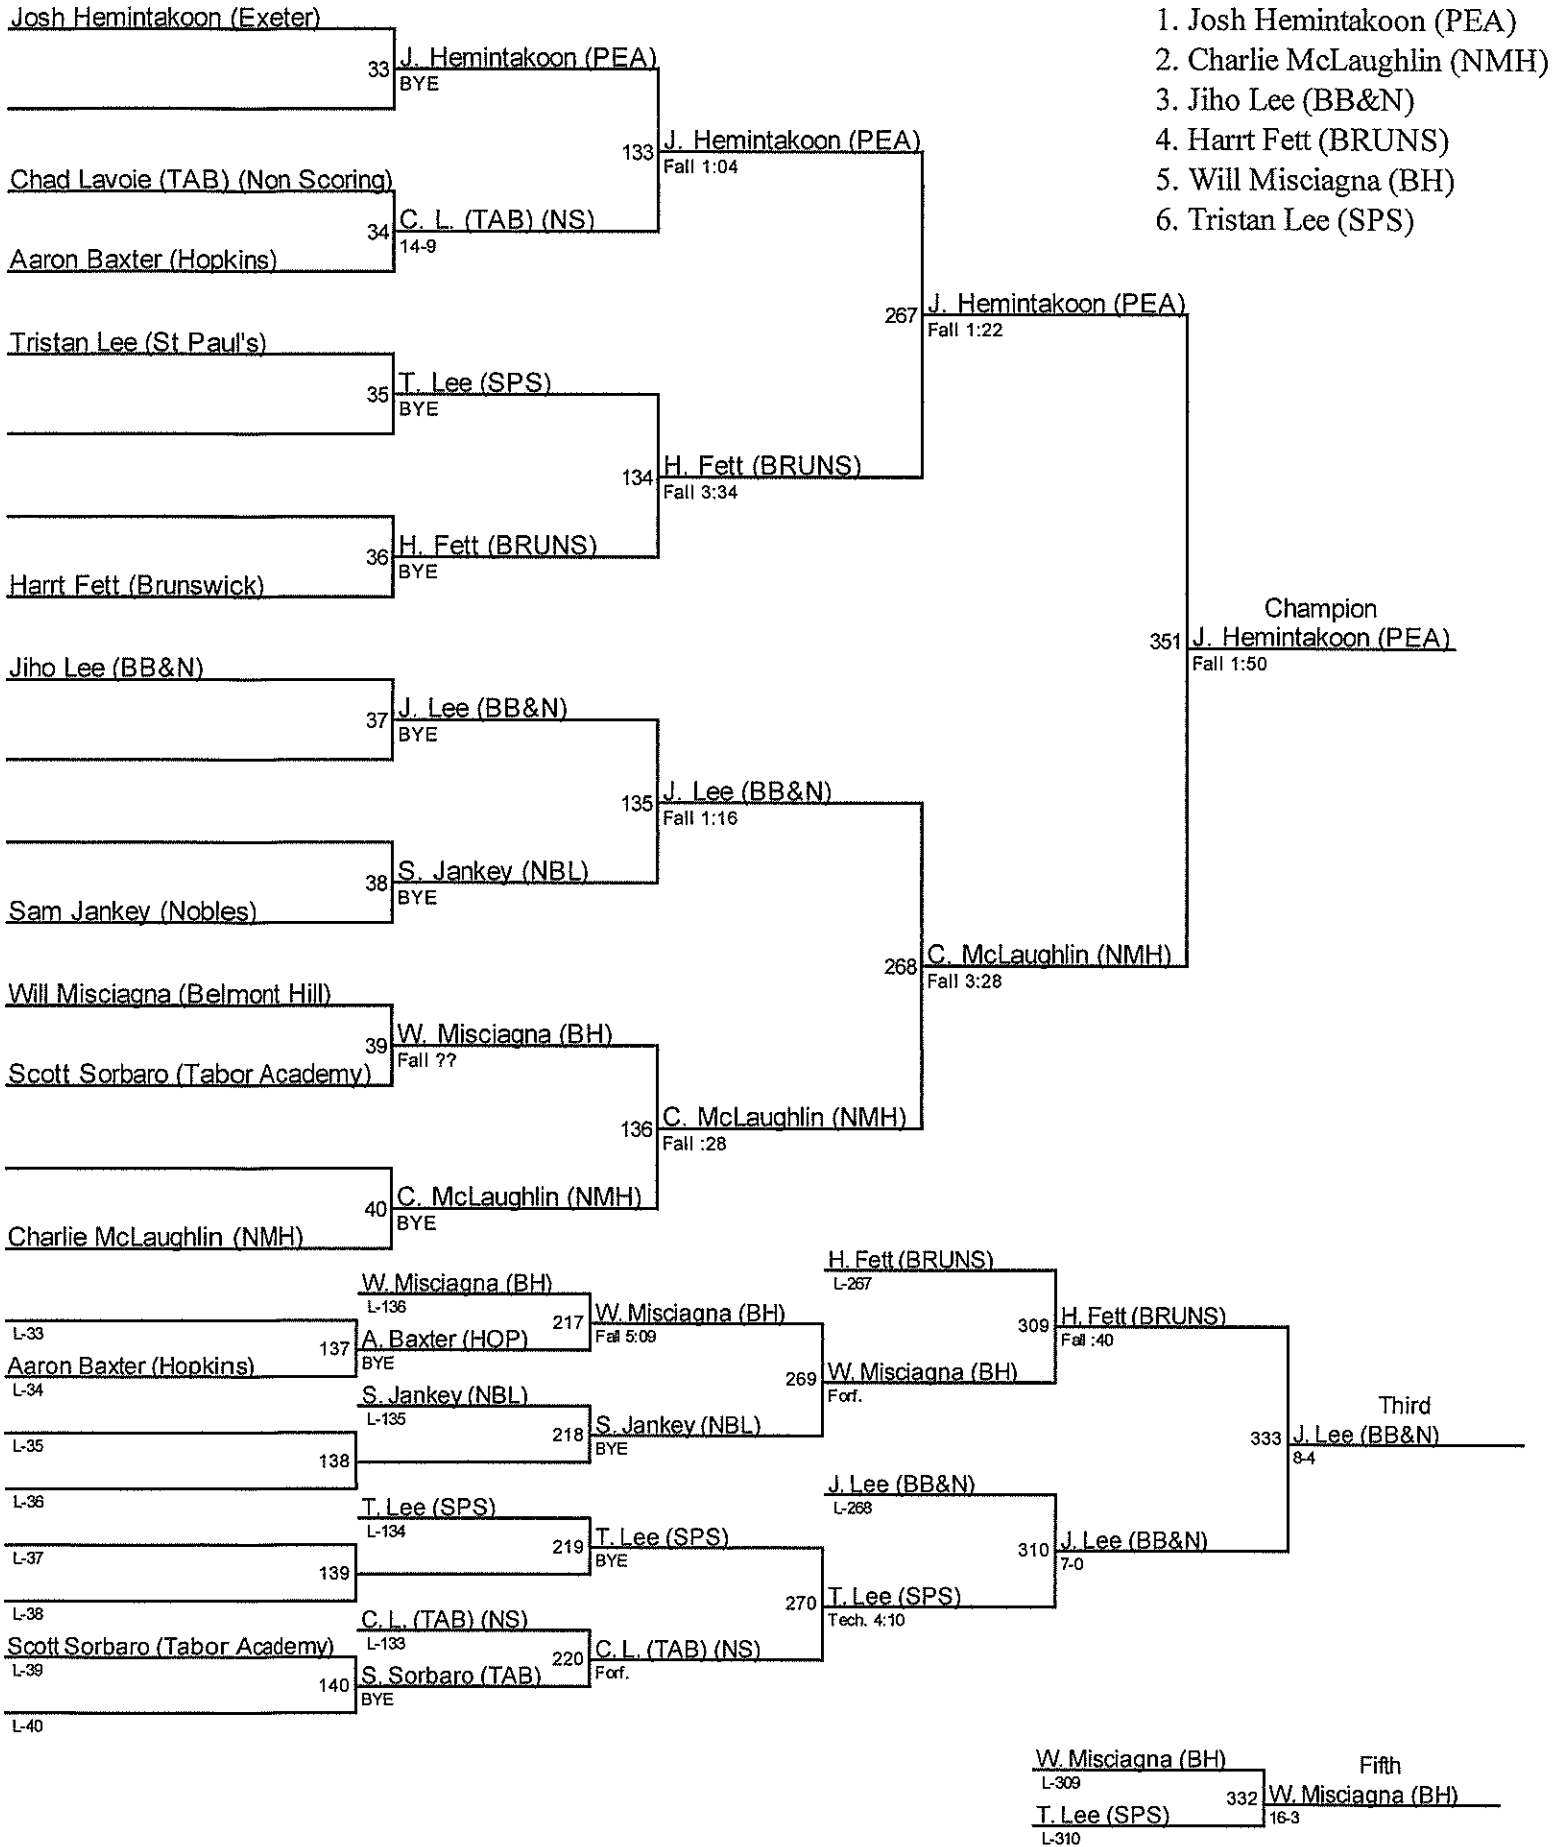 Josh Hemintakoon (Exeter)
33
J. Hemintakoon (PEA)
BYE
133
J. Hemintakoon (PEA)
Fall 1:04
Chad Lavoie (TAB) (Non Scoring)
34
C. L. (TAB) (NS)
14-9
Aaron Baxter (Hopkins)
267
J. Hemintakoon (PEA)
Fall 1:22
Tristan Lee (St Paul's)
35
T. Lee (SPS)
BYE
134
H. Fett (BRUNS)
Fall 3:34
36
H. Fett (BRUNS)
BYE
Harrt Fett (Brunswick)
1. Josh Hemintakoon (PEA)
2. Charlie McLaughlin (NMH)
3. Jiho Lee (BB&N)
4. Harrt Fett (BRUNS)
5. Will Misciagna (BH)
6. Tristan Lee (SPS)
Champion
351
J. Hemintakoon (PEA)
Fall 1:50
Jiho Lee (BB&N)
37
J. Lee (BB&N)
BYE
135
J. Lee (BB&N)
Fall 1:16
38
S. Jankey (NBL)
BYE
Sam Jankey (Nobles)
268
C. McLaughlin (NMH)
Fall 3:28
Will Misciagna (Belmont Hill)
39
W. Misciagna (BH)
Fall ??
Scott Sorbaro (Tabor Academy)
136
C. McLaughlin (NMH)
Fall :28
40
C. McLaughlin (NMH)
BYE
Charlie McLaughlin (NMH)
W. Misciagna (BH)
L-136
L-33
137
A. Baxter (HOP)
BYE
Aaron Baxter (Hopkins)
L-34
217
W. Misciagna (BH)
Fall 5:09
S. Jankey (NBL)
L-135
L-35
138
L-36
218
S. Jankey (NBL)
BYE
269
W. Misciagna (BH)
Forf.
H. Fett (BRUNS)
L-267
309
H. Fett (BRUNS)
Fall :40
T. Lee (SPS)
L-134
L-37
139
L-38
219
T. Lee (SPS)
BYE
C. L. (TAB) (NS)
L-133
Scott Sorbaro (Tabor Academy)
L-39
140
S. Sorbaro (TAB)
BYE
L-40
220
C. L. (TAB) (NS)
Forf.
270
T. Lee (SPS)
Tech. 4:10
J. Lee (BB&N)
L-268
310
J. Lee (BB&N)
7-0
Third
333
J. Lee (BB&N)
8-4
W. Misciagna (BH)
L-309
T. Lee (SPS)
L-310
Fifth
332
W. Misciagna (BH)
16-3